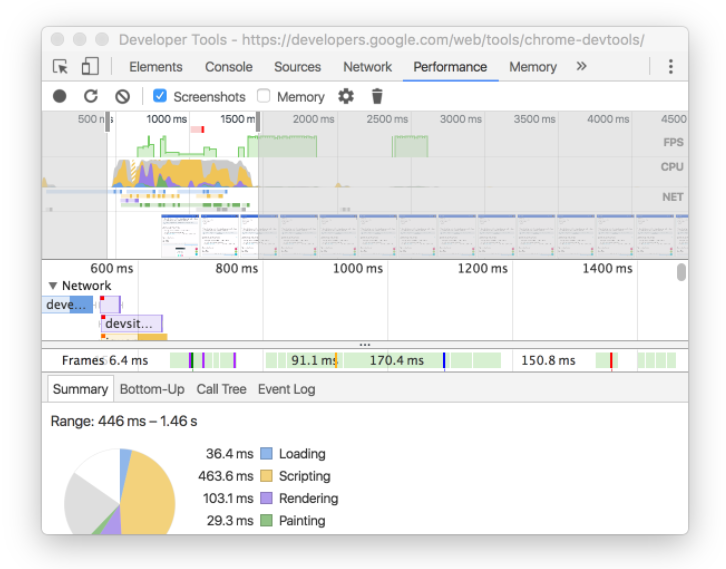 Developer Tools - https://developers.google.com/web/tools/chrome-devtools/
Elements Console Sources Network Performance Memory »
Screenshots Memory
500 1000 ms 1500 2000 ms 2500 ms 3000 ms 3500 ms 4000 ms 4500
FPS
CPU
NET
600 ms 800 ms 1000 ms 1200 ms 1400 ms
Network
deve...
devsit...
Frames 6.4 ms 91.1 ms 170.4 ms 150.8 ms
Summary Bottom-Up Call Tree Event Log
Range: 446 ms – 1.46 s
36.4 ms Loading
463.6 ms Scripting
103.1 ms Rendering
29.3 ms Painting